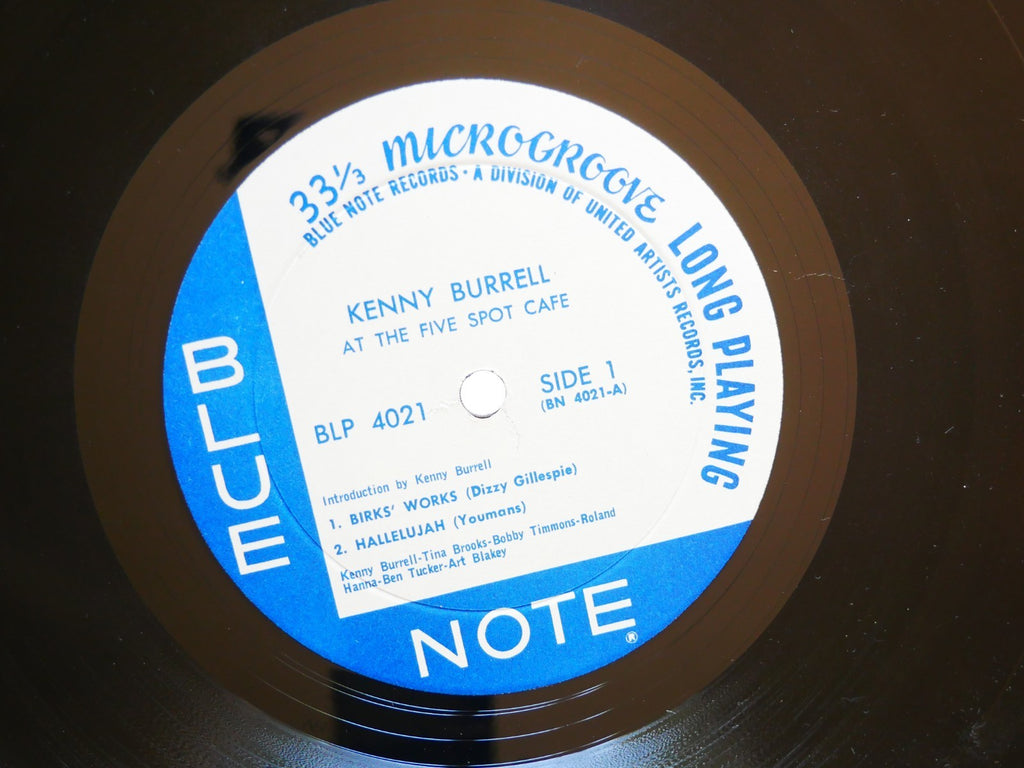 33⅓ MICROGROOVE LONG PLAYING
BLUE NOTE RECORDS • A DIVISION OF UNITED ARTISTS RECORDS, INC.
KENNY BURRELL
AT THE FIVE SPOT CAFE
BLP 4021
SIDE 1
(BN 4021-A)
Introduction by Kenny Burrell
1. BIRKS' WORKS (Dizzy Gillespie)
2. HALLELUJAH (Youmans)
Kenny Burrell-Tina Brooks-Bobby Timmons-Roland
Hanna-Ben Tucker-Art Blakey
BLUE
NOTE®